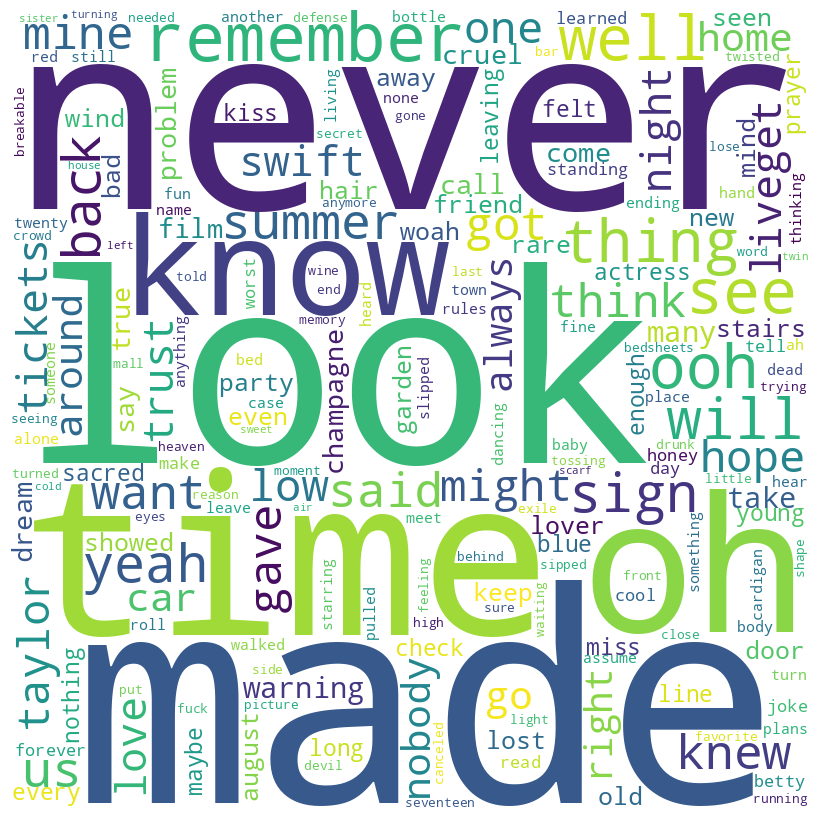 sister
turning
needed
another
defense
bottle
learned
seen
mine
remember
one
well
home
red
still
cruel
bar
twisted
never
breakable
wind
problem
kiss
away
none
gone
living
leaving
felt
night
mind
prayer
house
bad
back
fun
swift
secret
come
standing
lose
hand
thinking
hair
call
friend
liveget
twenty
crowd
name
film
summer
anymore
woah
got
ending
rare
new
thing
word
twin
left
told
know
wine
end
worst
heard
last
town
rules
actress
see
tickets
someone
mall
around
true
say
trust
anything
memory
always
think
fine
many
stairs
bedsheets
tell
ah
look
seeing
bed
party
case
even
sweet
champagne
garden
slipped
enough
place
ooh
dead
trying
will
alone
heaven
dancing
baby
drunk
tossing
honey
day
little
hear
hope
turned
cold
sacred
make
want
reason
moment
low
said
might
scarf
sign
take
young
dream
eyes
leave
air
meet
exile
lover
time
oh
showed
yeah
gave
behind
sipped
blue
something
cardigan
shape
car
starring
feeling
keep
waiting
cool
front
roll
pulled
high
sure
body
close
taylor
nothing
walked
check
miss
assume
door
turn
made
side
warning
put
love
fuck
picture
nobody
go
right
line
joke
us
maybe
august
long
light
lost
canceled
favorite
plans
forever
devil
read
knew
betty
every
seventeen
old
running